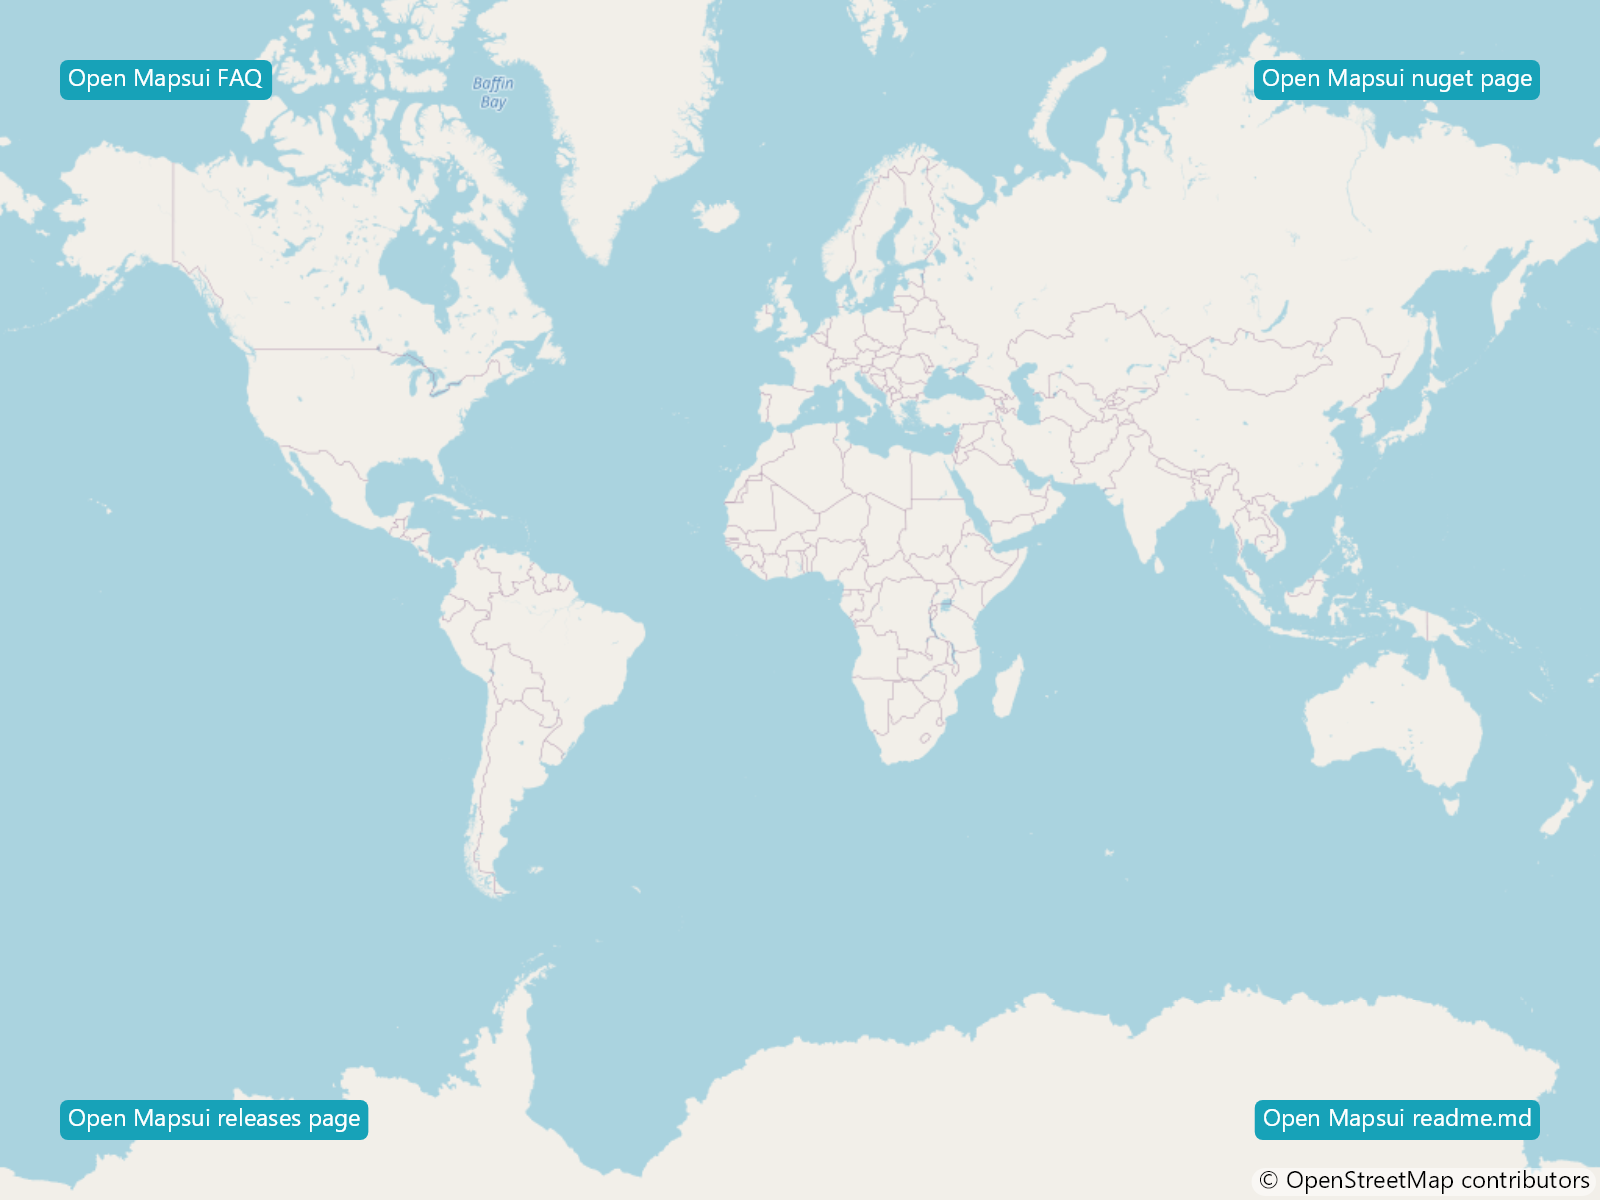 Open Mapsui FAQ
Open Mapsui nuget page
Baffin
Bay
Open Mapsui releases page
Open Mapsui readme.md
© OpenStreetMap contributors